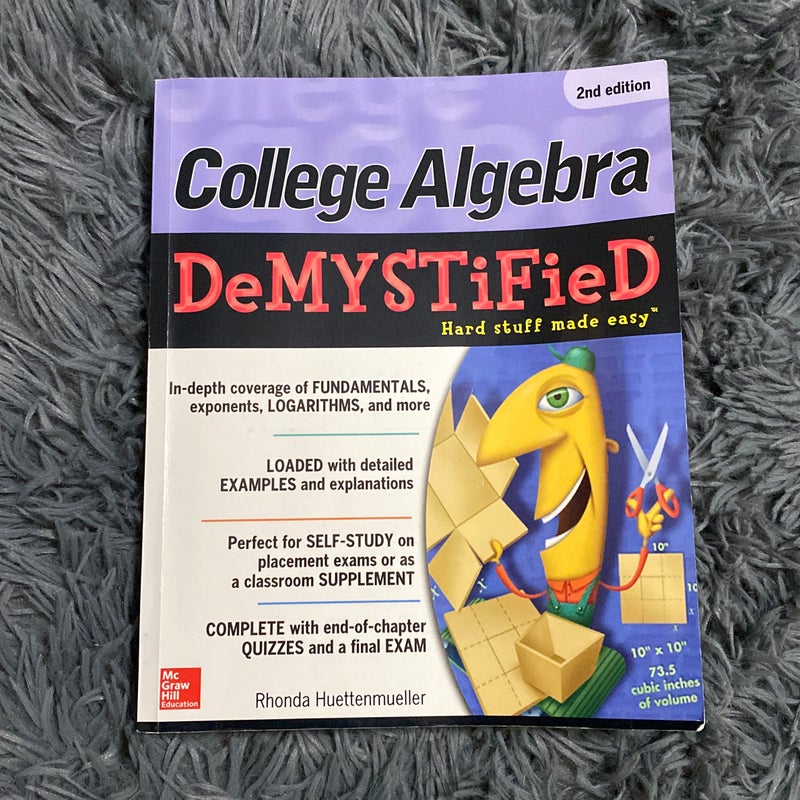 2nd edition
College Algebra
DeMYSTiFieD®
Hard stuff made easy™
In-depth coverage of FUNDAMENTALS,
exponents, LOGARITHMS, and more
LOADED with detailed
EXAMPLES and explanations
Perfect for SELF-STUDY on
placement exams or as
a classroom SUPPLEMENT
COMPLETE with end-of-chapter
QUIZZES and a final EXAM
10"
10
x
x
x
10" x 10"
73.5
cubic inches
of volume
Mc
Graw
Hill
Education
Rhonda Huettenmueller